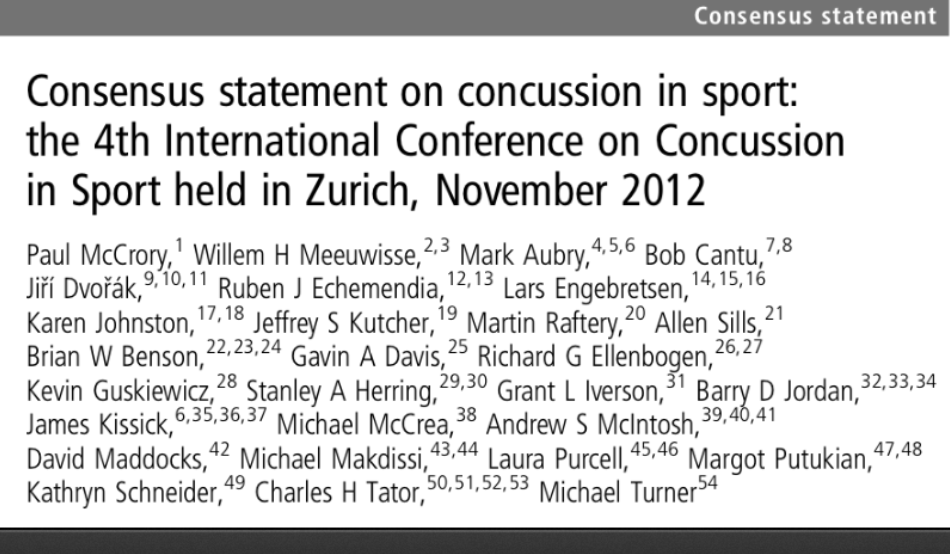 Consensus statement
Consensus statement on concussion in sport:
the 4th International Conference on Concussion
in Sport held in Zurich, November 2012
Paul McCrory,1 Willem H Meeuwisse,2,3 Mark Aubry,4,5,6 Bob Cantu,7,8
Jiří Dvořák,9,10,11 Ruben J Echemendia,12,13 Lars Engebretsen,14,15,16
Karen Johnston,17,18 Jeffrey S Kutcher,19 Martin Raftery,20 Allen Sills,21
Brian W Benson,22,23,24 Gavin A Davis,25 Richard G Ellenbogen,26,27
Kevin Guskiewicz,28 Stanley A Herring,29,30 Grant L Iverson,31 Barry D Jordan,32,33,34
James Kissick,6,35,36,37 Michael McCrea,38 Andrew S McIntosh,39,40,41
David Maddocks,42 Michael Makdissi,43,44 Laura Purcell,45,46 Margot Putukian,47,48
Kathryn Schneider,49 Charles H Tator,50,51,52,53 Michael Turner54